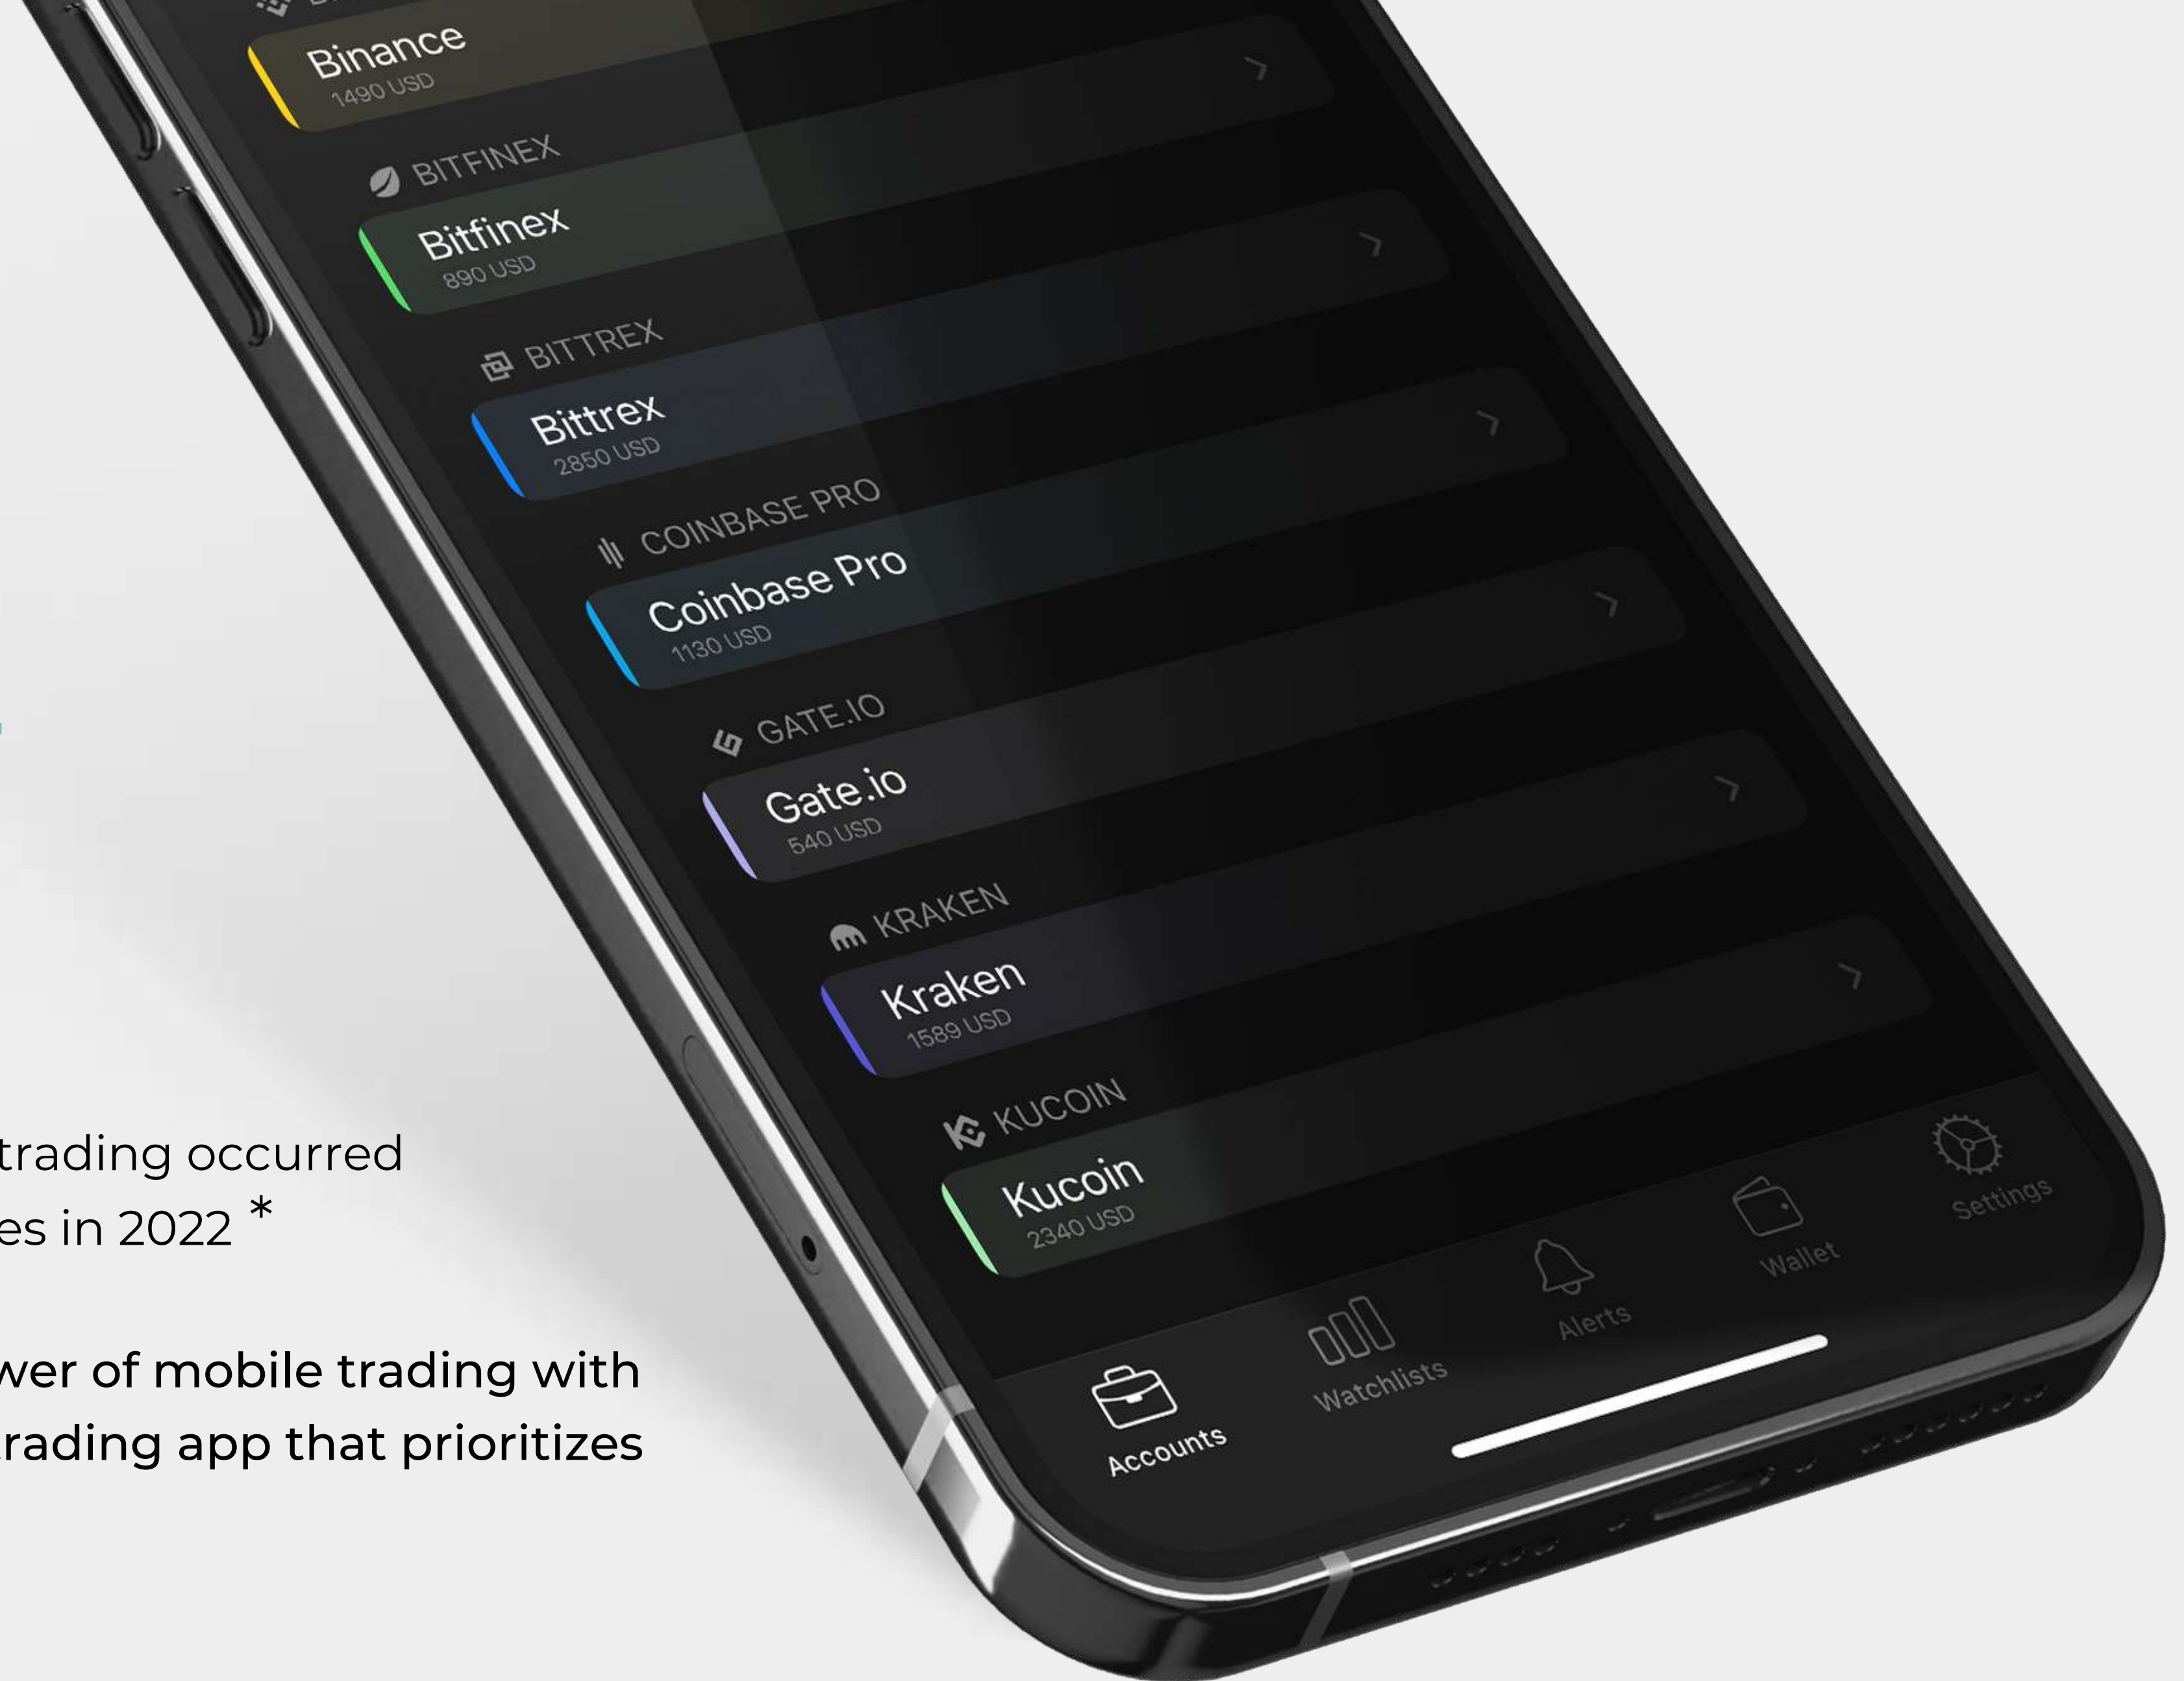 Binance
1490 USD
BITFINEX
Bitfinex
890 USD
BITTREX
Bittrex
2850 USD
COINBASE PRO
Coinbase Pro
1130 USD
GATE.IO
Gate.io
540 USD
KRAKEN
Kraken
1589 USD
KUCOIN
Kucoin
2340 USD
Accounts
Watchlists
Alerts
Wallet
Settings
trading occurred
es in 2022 *
wer of mobile trading with
trading app that prioritizes